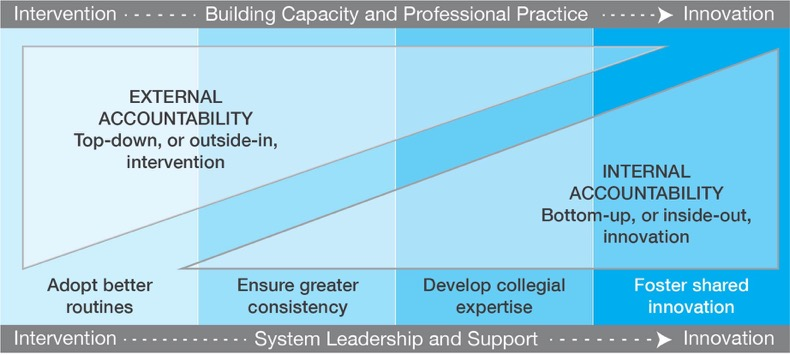 Intervention Building Capacity and Professional Practice Innovation
EXTERNAL
ACCOUNTABILITY
Top-down, or outside-in,
intervention
INTERNAL
ACCOUNTABILITY
Bottom-up, or inside-out,
innovation
Adopt better
routines
Ensure greater
consistency
Develop collegial
expertise
Foster shared
innovation
Intervention System Leadership and Support Innovation